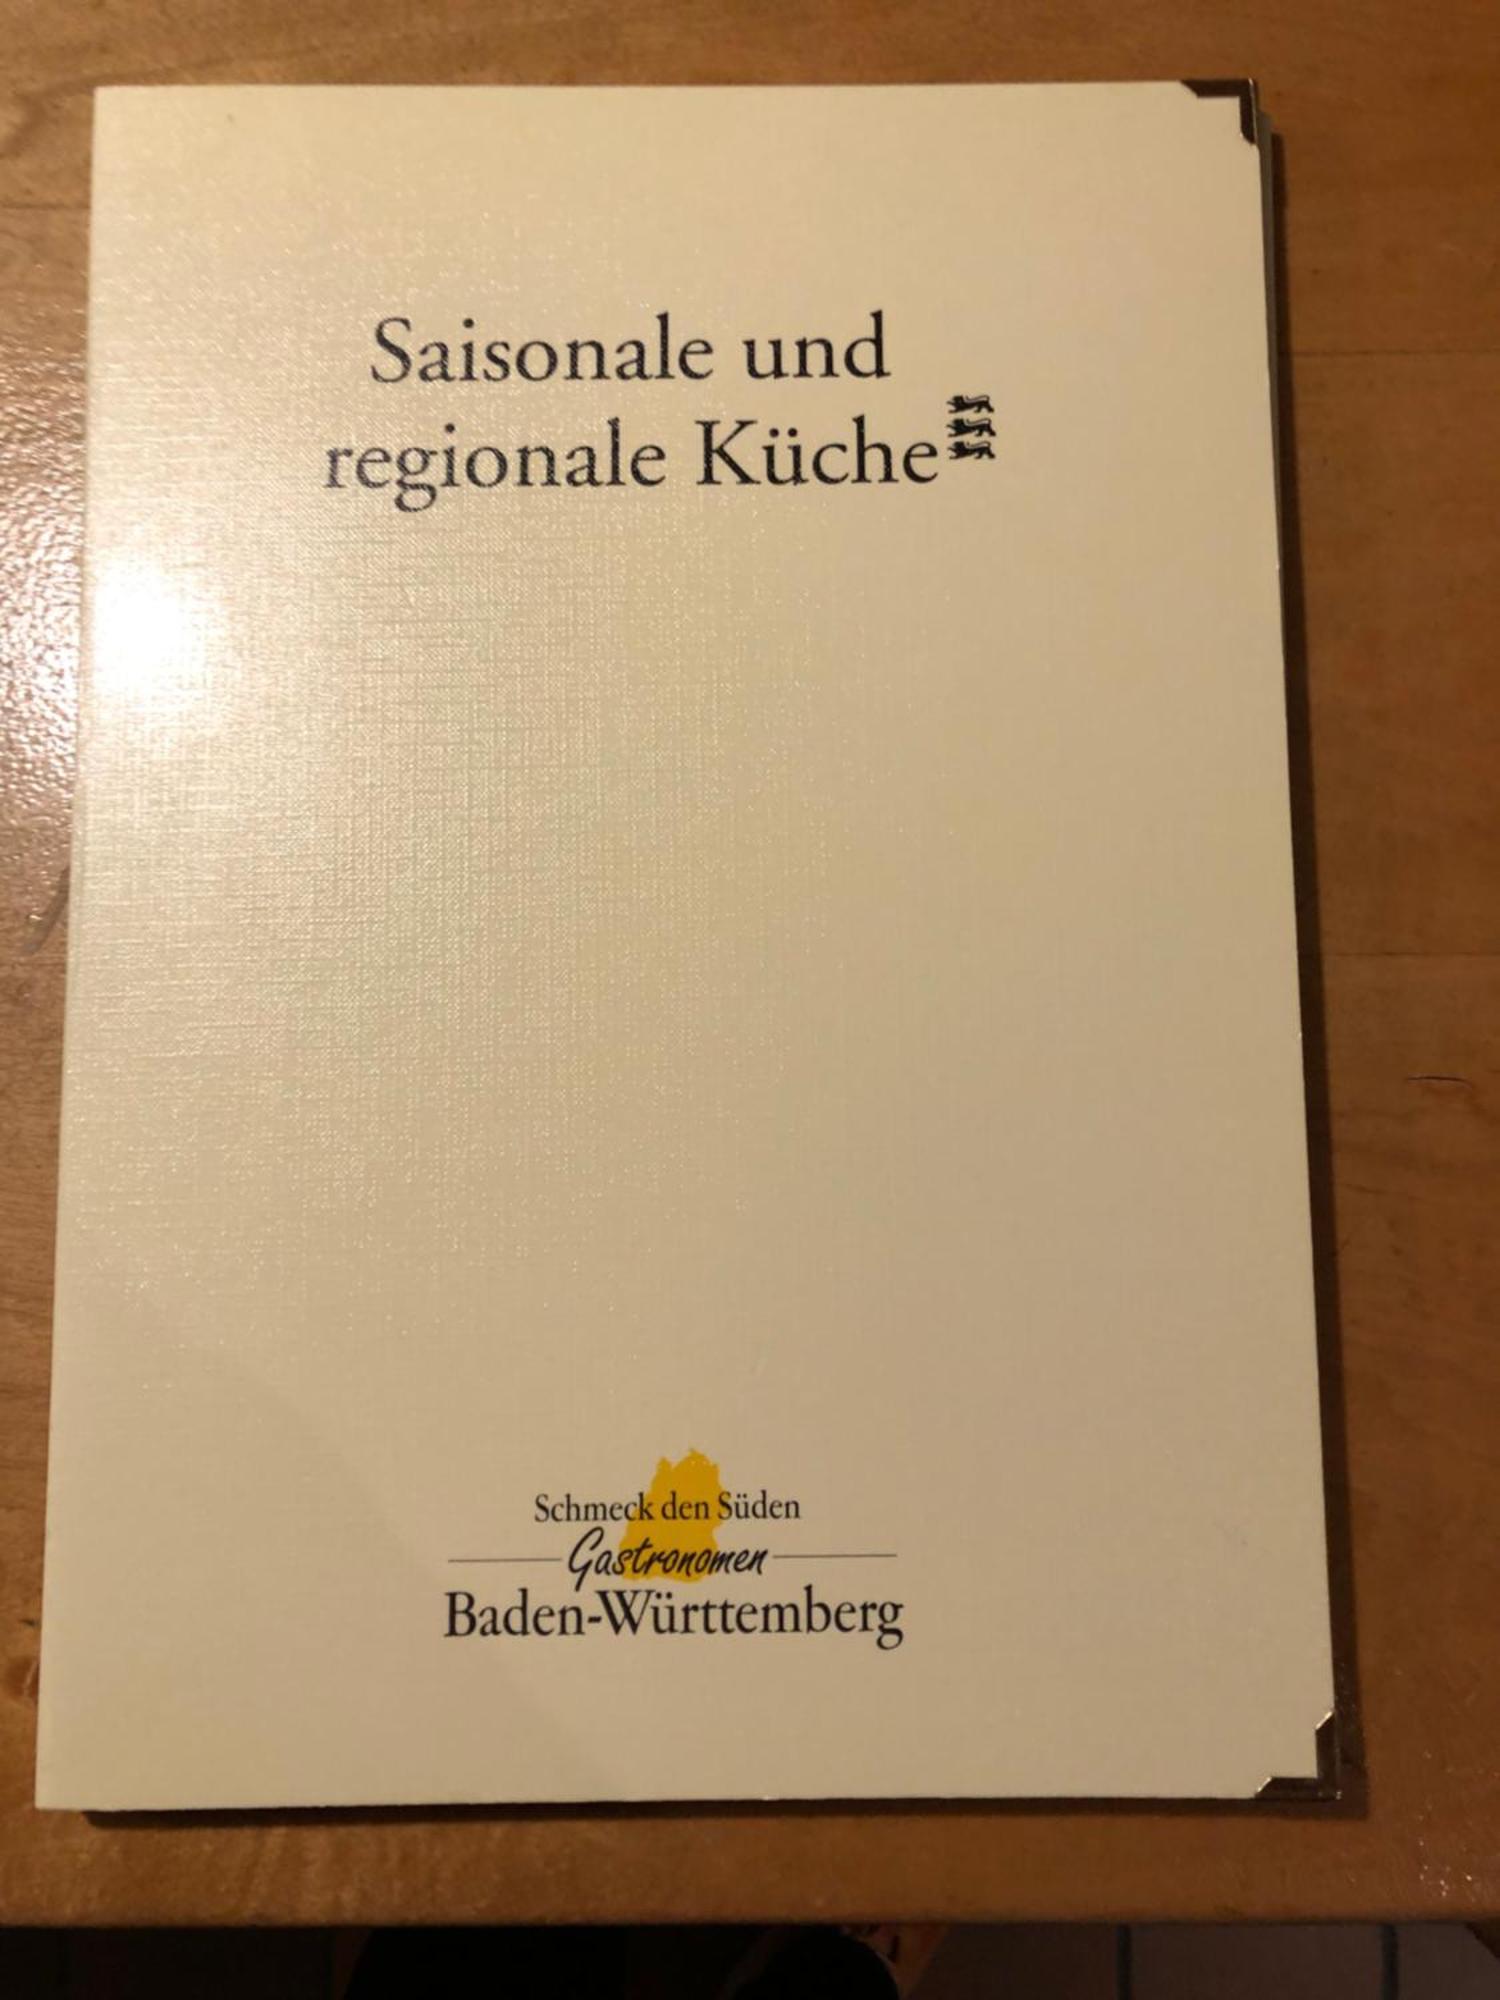 Saisonale und
regionale Küche
Schmeck den Süden
Gastronomen
Baden-Württemberg